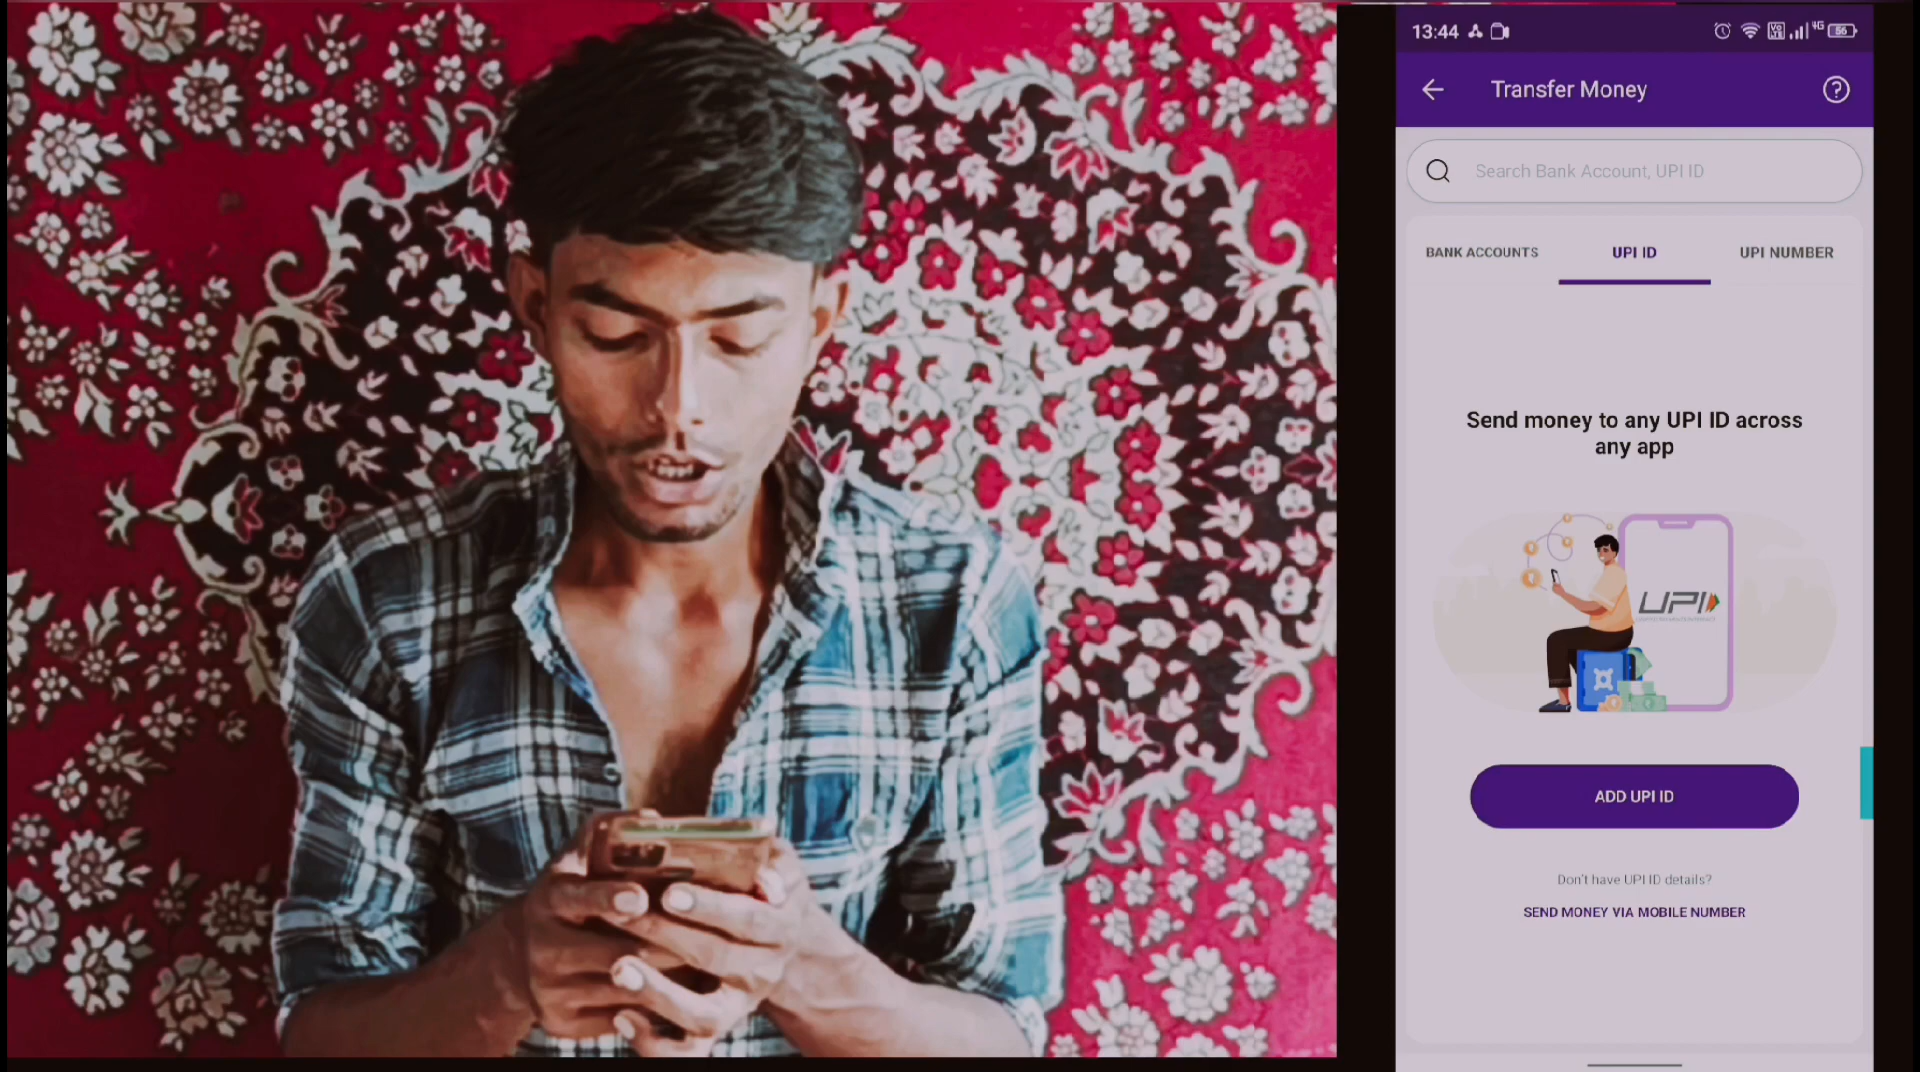 13:44
4G
56
Transfer Money
Search Bank Account, UPI ID
BANK ACCOUNTS
UPI ID
UPI NUMBER
Send money to any UPI ID across
any app
UPI
ADD UPI ID
Don't have UPI ID details?
SEND MONEY VIA MOBILE NUMBER